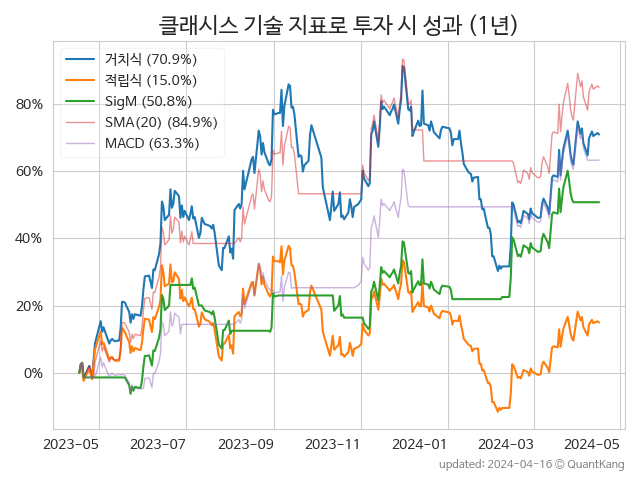 클래시스 기술 지표로 투자 시 성과 (1년)
거치식 (70.9%)
적립식 (15.0%)
SigM (50.8%)
SMA(20) (84.9%)
MACD (63.3%)
80%
60%
40%
20%
0%
2023-05 2023-07 2023-09 2023-11 2024-01 2024-03 2024-05
updated: 2024-04-16 © QuantKang